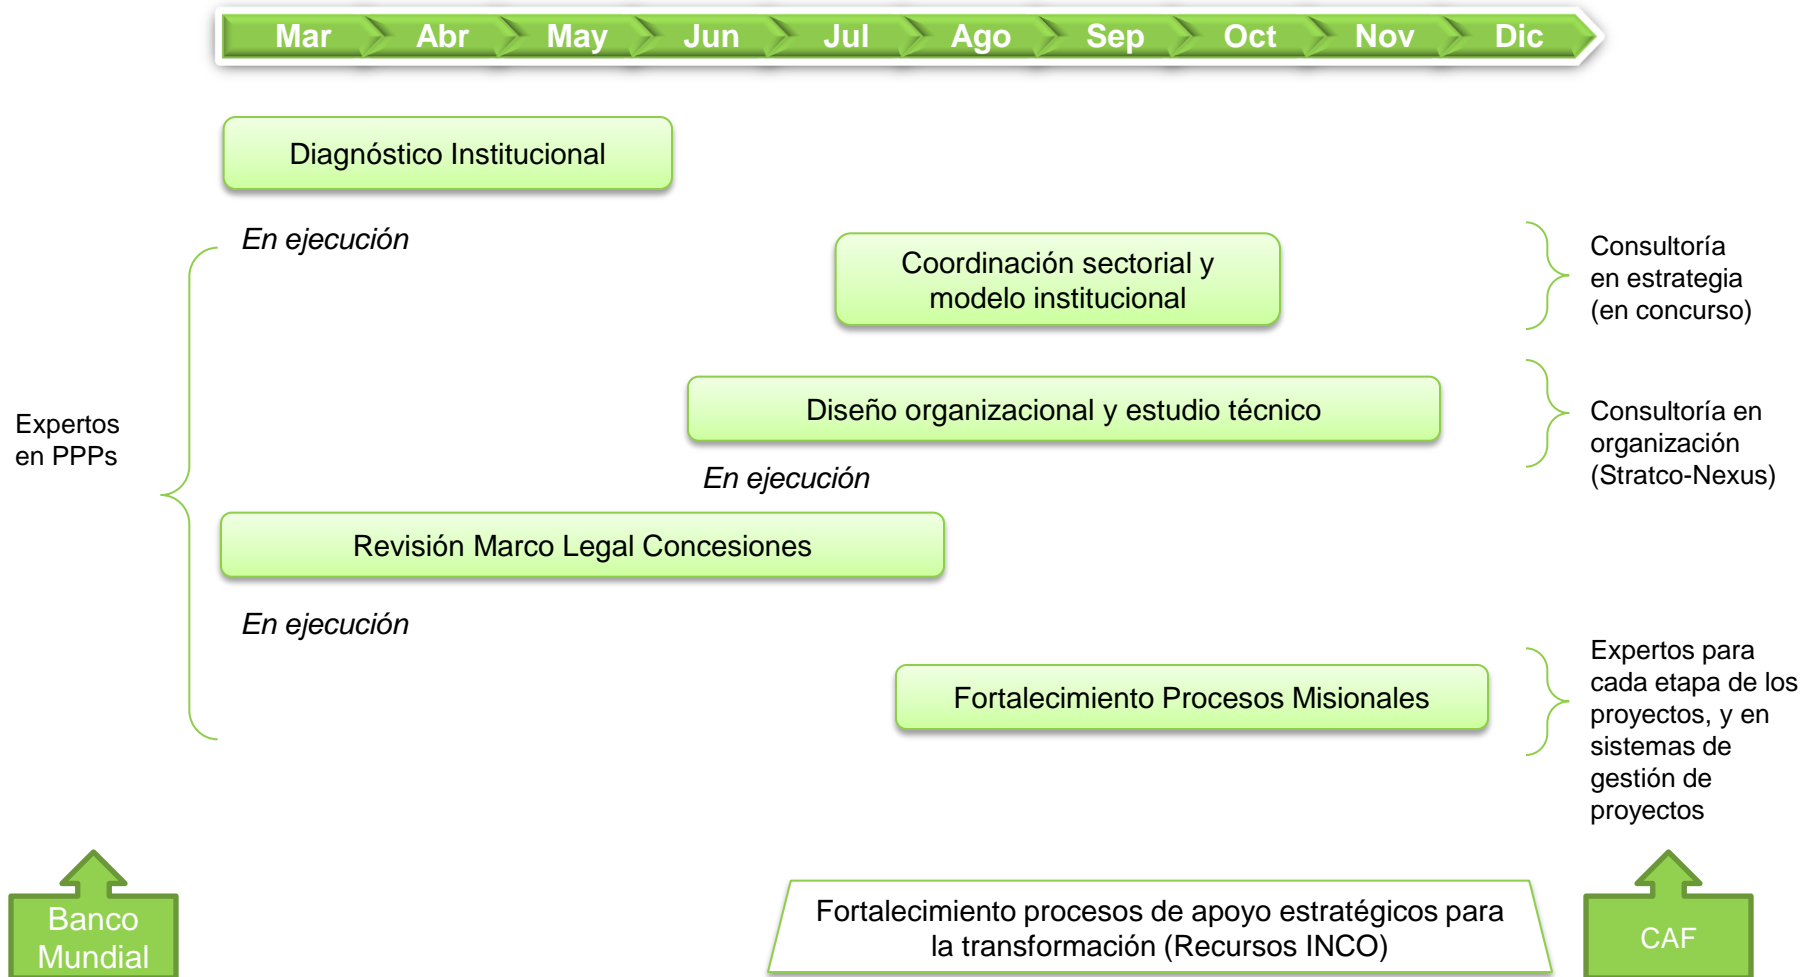 Mar Abr May Jun Jul Ago Sep Oct Nov Dic
Diagnóstico Institucional
En ejecución
Coordinación sectorial y
modelo institucional
Consultoría
en estrategia
(en concurso)
Diseño organizacional y estudio técnico
En ejecución
Consultoría en
organización
(Stratco-Nexus)
Expertos
en PPPs
Revisión Marco Legal Concesiones
En ejecución
Fortalecimiento Procesos Misionales
Expertos para
cada etapa de los
proyectos, y en
sistemas de
gestión de
proyectos
Banco
Mundial
Fortalecimiento procesos de apoyo estratégicos para
la transformación (Recursos INCO)
CAF